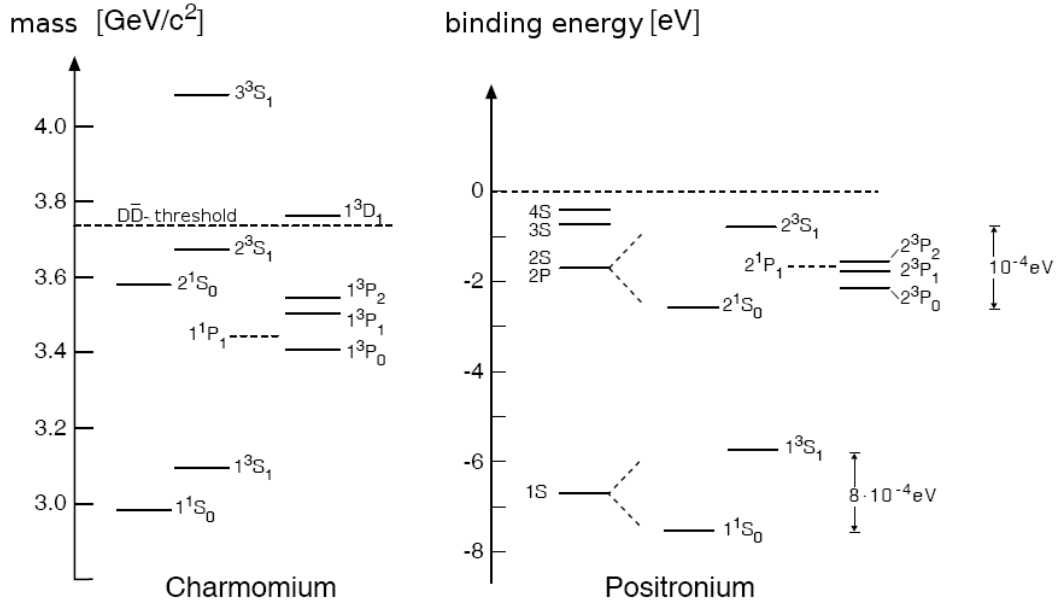 mass [GeV/c²]
4.0
3.8
3.6
3.4
3.2
3.0
3³S₁
DD̅- threshold
1³D₁
2³S₁
2¹S₀
1³P₂
1³P₁
1¹P₁
1³P₀
1³S₁
1¹S₀
Charmomium
binding energy [eV]
0
-2
-4
-6
-8
4S
3S
2S
2P
1S
2³S₁
2¹S₀
2¹P₁
2³P₂
2³P₁
2³P₀
10⁻⁴eV
1³S₁
1¹S₀
8·10⁻⁴eV
Positronium